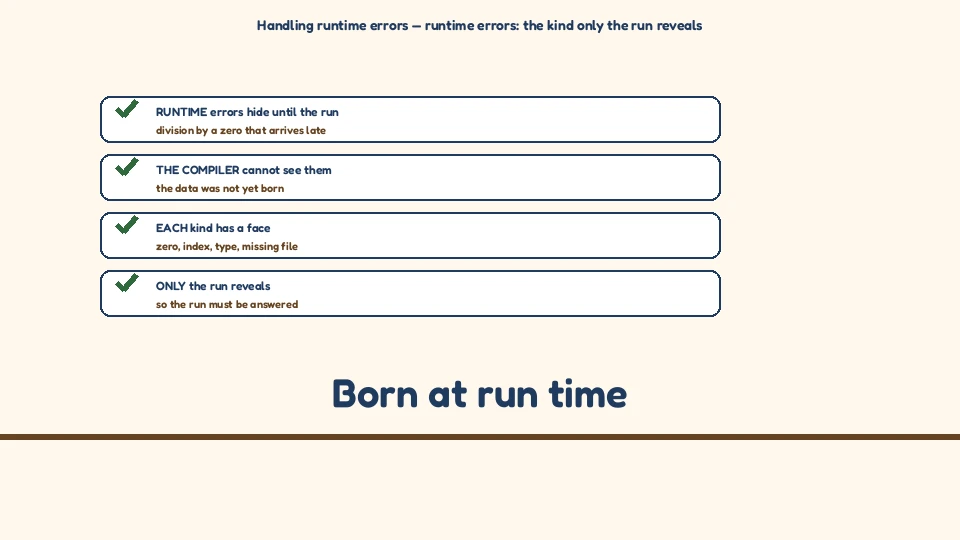 Handling runtime errors — runtime errors: the kind only the run reveals
RUNTIME errors hide until the run
division by a zero that arrives late
THE COMPILER cannot see them
the data was not yet born
EACH kind has a face
zero, index, type, missing file
ONLY the run reveals
so the run must be answered
Born at run time